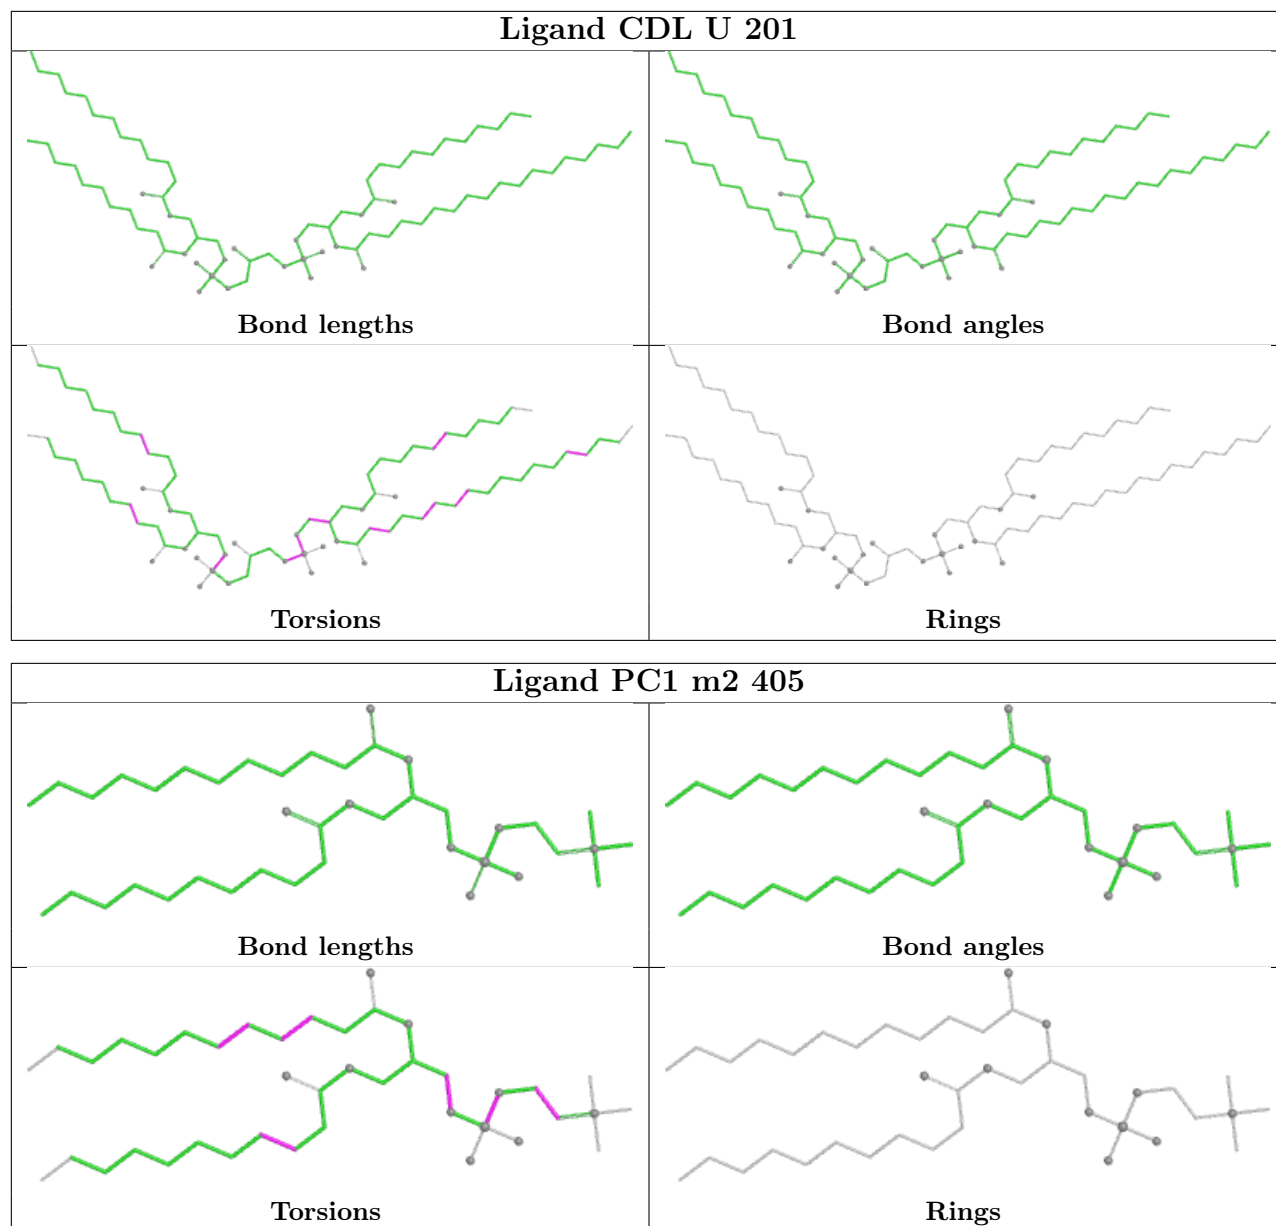 Ligand CDL U 201
Bond lengths
Bond angles
Torsions
Rings
Ligand PC1 m2 405
Bond lengths
Bond angles
Torsions
Rings